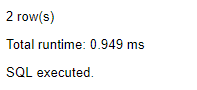 2 row(s)
Total runtime: 0.949 ms
SQL executed.